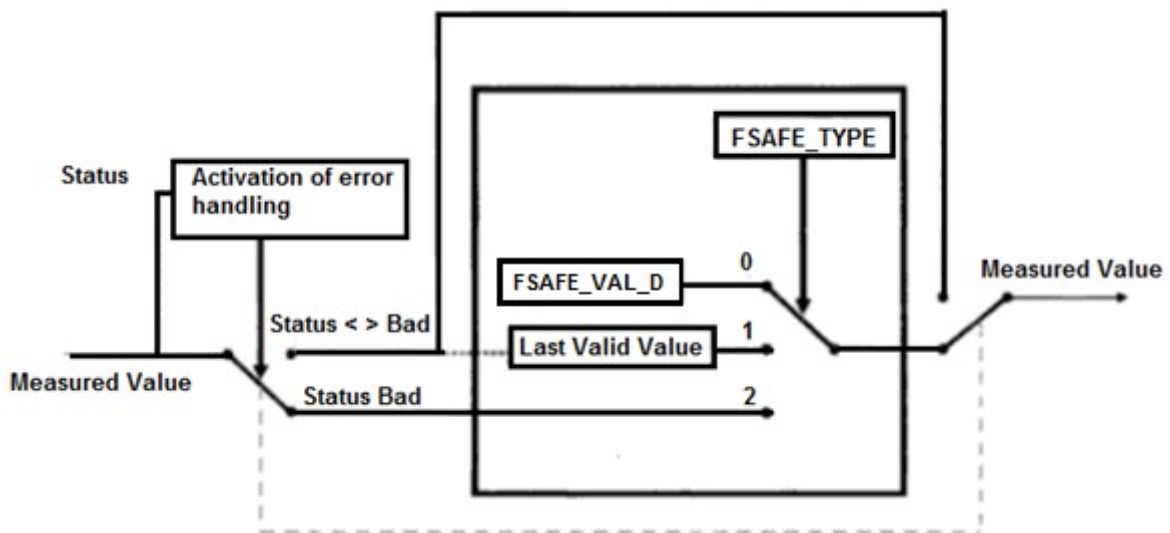 FSAFE_TYPE
Status
Activation of error
handling
0
FSAFE_VAL_D
Measured Value
Status < > Bad
1
Last Valid Value
Measured Value
Status Bad
2